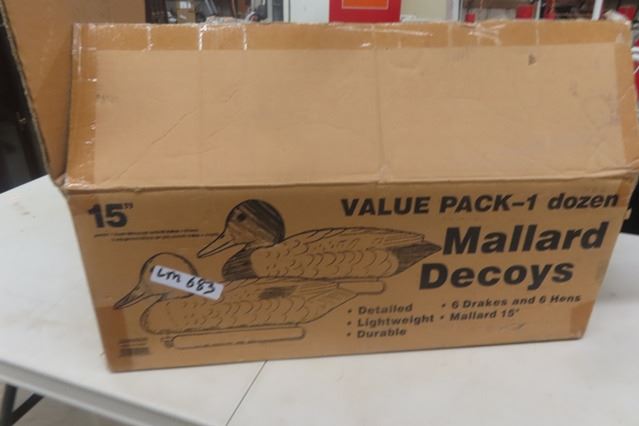 15"
VALUE PACK-1 dozen
Mallard
Decoys
Lm 683
• Detailed
• Lightweight
• Durable
• 6 Drakes and 6 Hens
• Mallard 15"